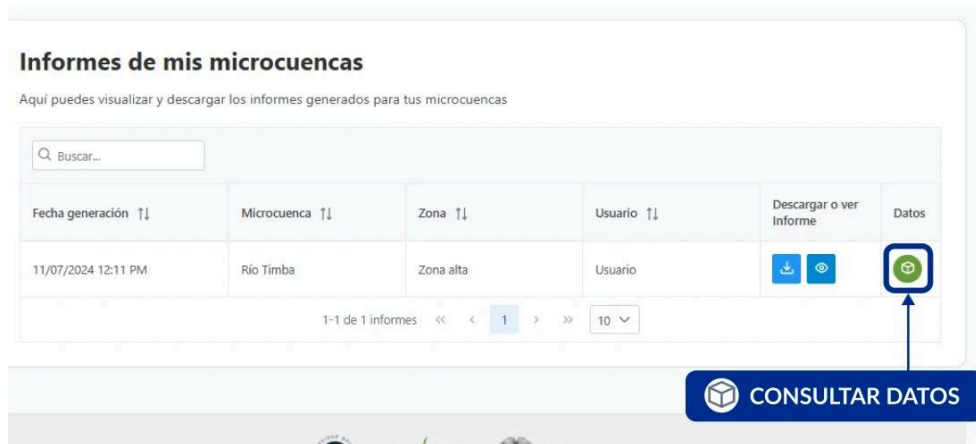 Informes de mis microcuencas
Aquí puedes visualizar y descargar los informes generados para tus microcuencas
Buscar...
Fecha generación Microcuenca Zona Usuario Descargar o ver Informe Datos
11/07/2024 12:11 PM Río Timba Zona alta Usuario
1-1 de 1 informes << < 1 > >> 10
CONSULTAR DATOS